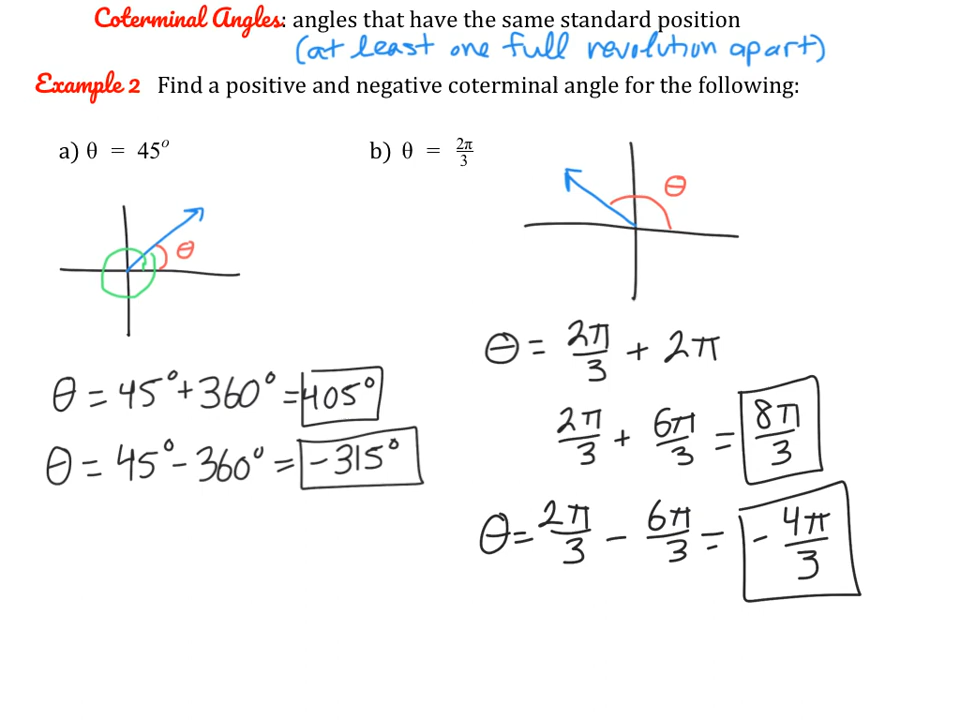 Coterminal Angles: angles that have the same standard position
(at least one full revolution apart)
Example 2 Find a positive and negative coterminal angle for the following:
a) θ = 45°
b) θ = 2π/3
θ
θ
θ = 45° + 360° = 405°
θ = 45° - 360° = -315°
θ = 2π/3 + 2π
2π/3 + 6π/3 = 8π/3
θ = 2π/3 - 6π/3 = -4π/3